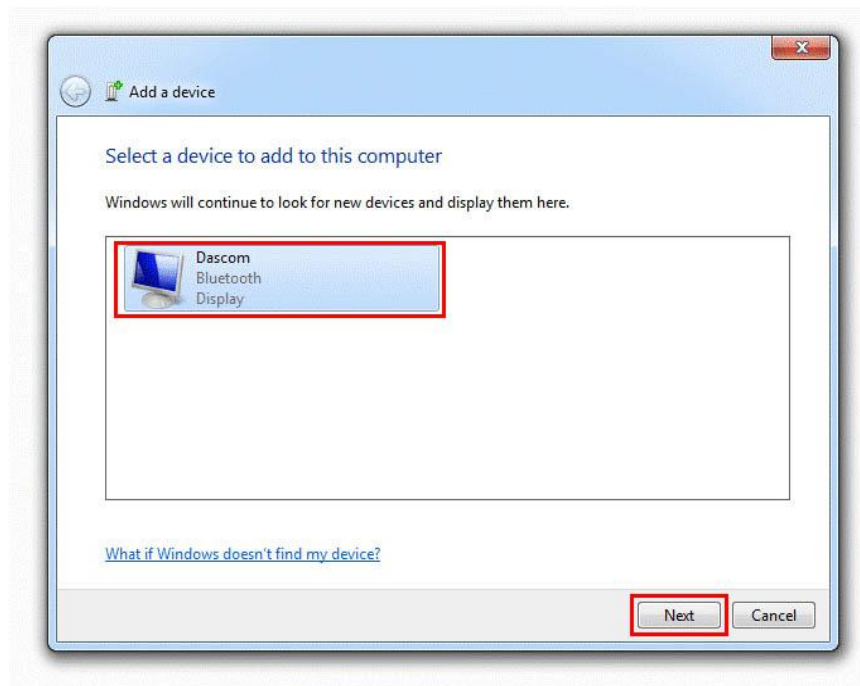 Add a device
Select a device to add to this computer
Windows will continue to look for new devices and display them here.
Dascom
Bluetooth
Display
What if Windows doesn't find my device?
Next
Cancel